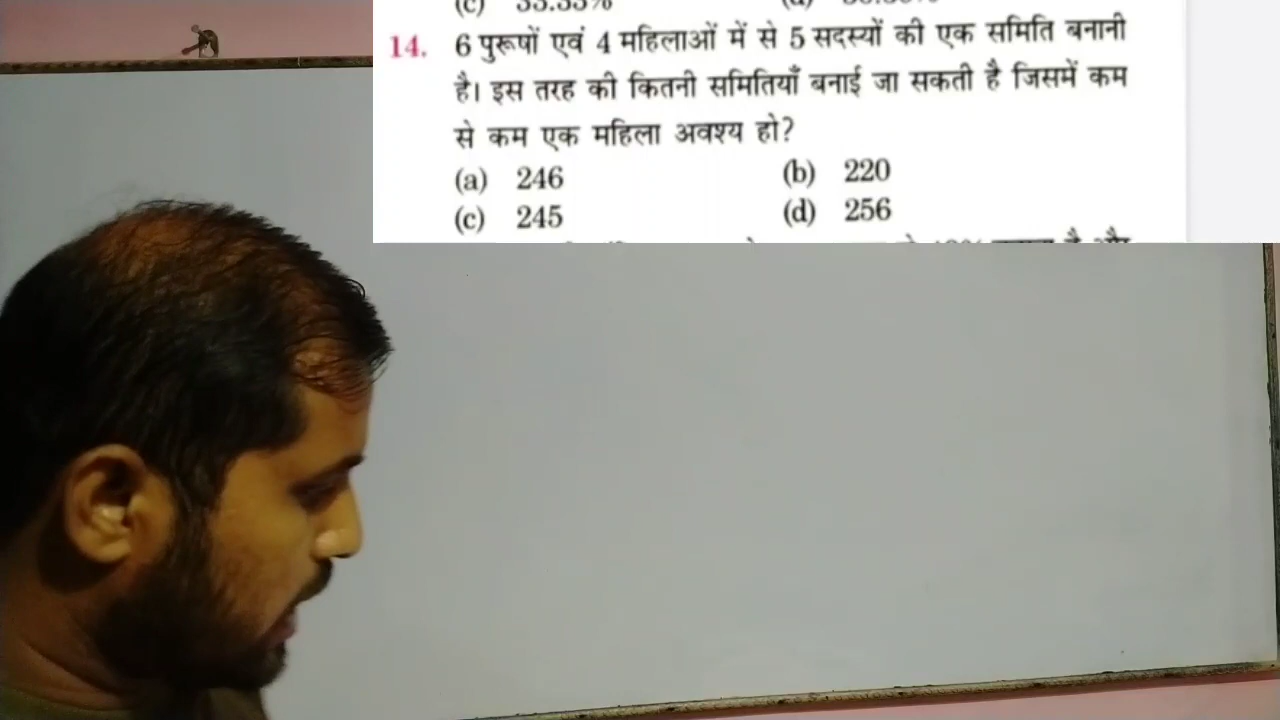 14. 6 पुरूषों एवं 4 महिलाओं में से 5 सदस्यों की एक समिति बनानी
है। इस तरह की कितनी समितियाँ बनाई जा सकती है जिसमें कम
से कम एक महिला अवश्य हो?
(a) 246 (b) 220
(c) 245 (d) 256